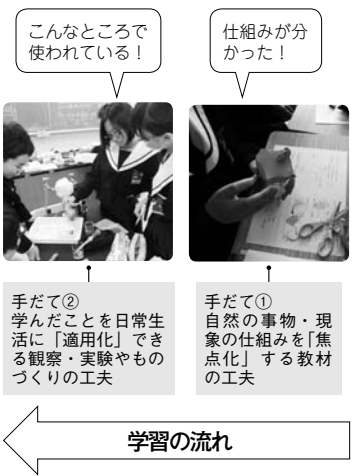 こんなところで
使われている！
仕組みが分
かった！
手だて②
学んだことを日常生
活に「適用化」でき
る観察・実験やもの
づくりの工夫
手だて①
自然の事物・現
象の仕組みを「焦
点化」する教材
の工夫
学習の流れ